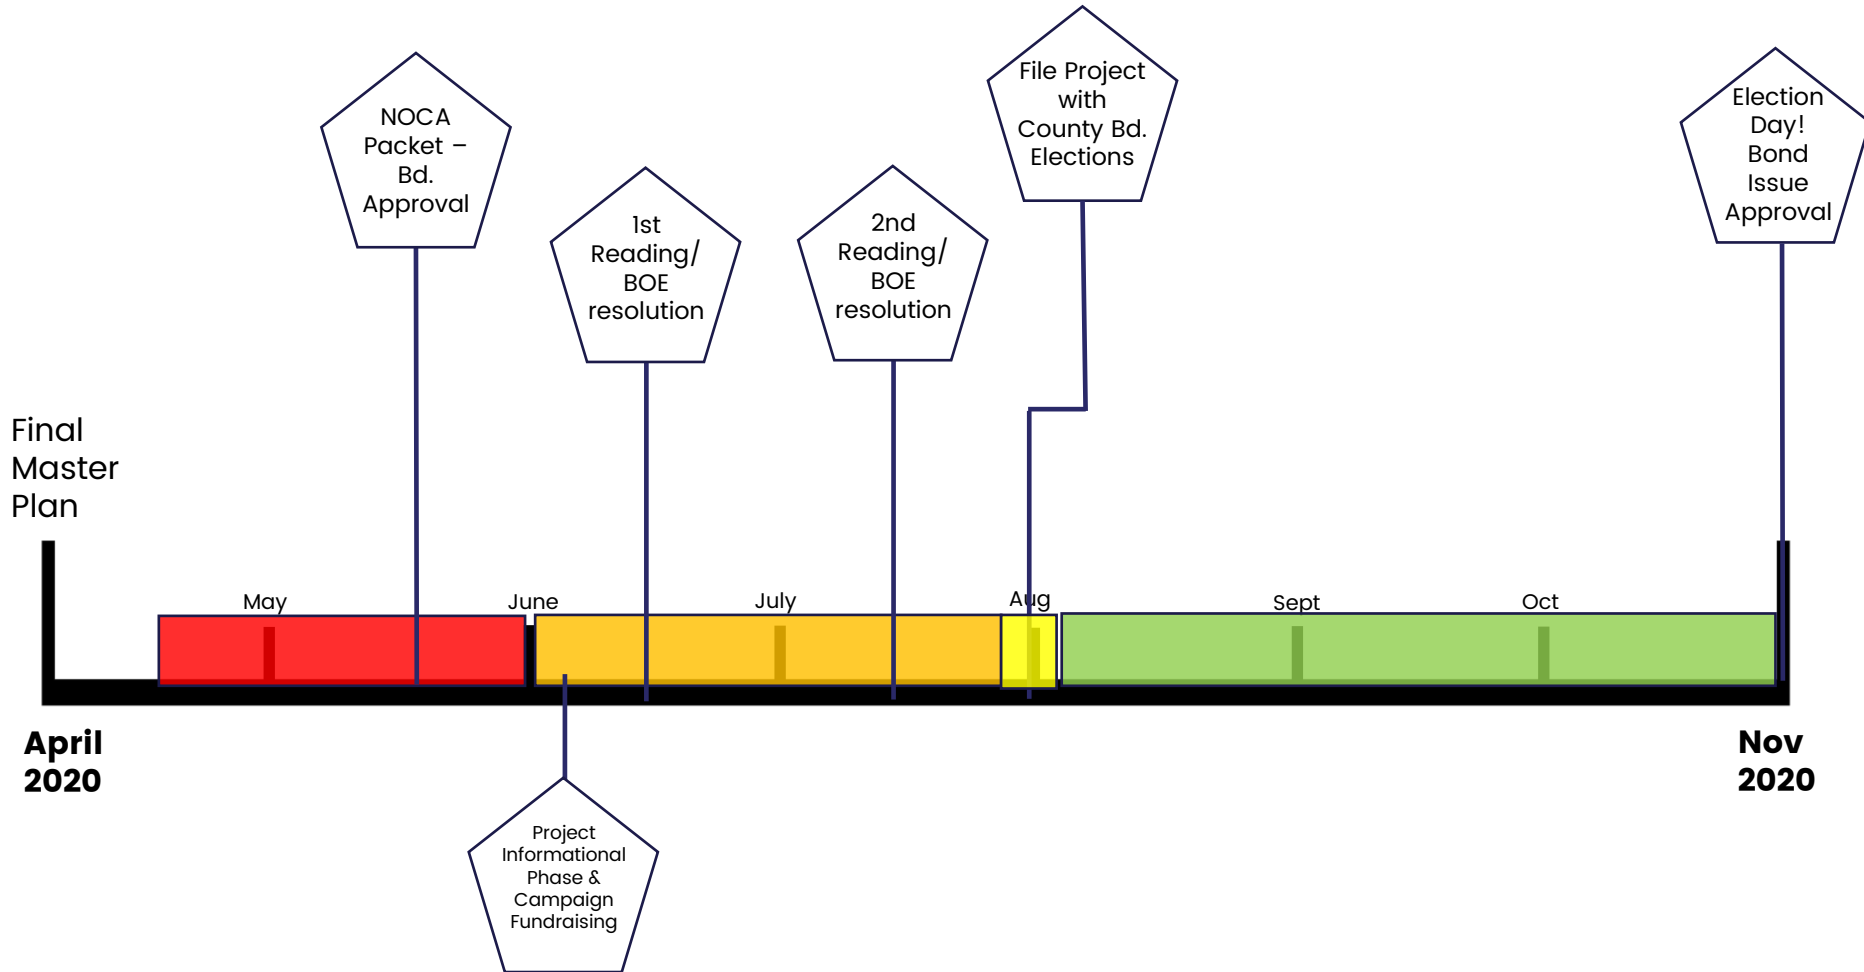 File Project
with
County Bd.
Elections
NOCA
Packet –
Bd.
Approval
Election
Day!
Bond
Issue
Approval
1st
Reading/
BOE
resolution
2nd
Reading/
BOE
resolution
Final
Master
Plan
May
June
July
Aug
Sept
Oct
April
2020
Nov
2020
Project
Informational
Phase &
Campaign
Fundraising